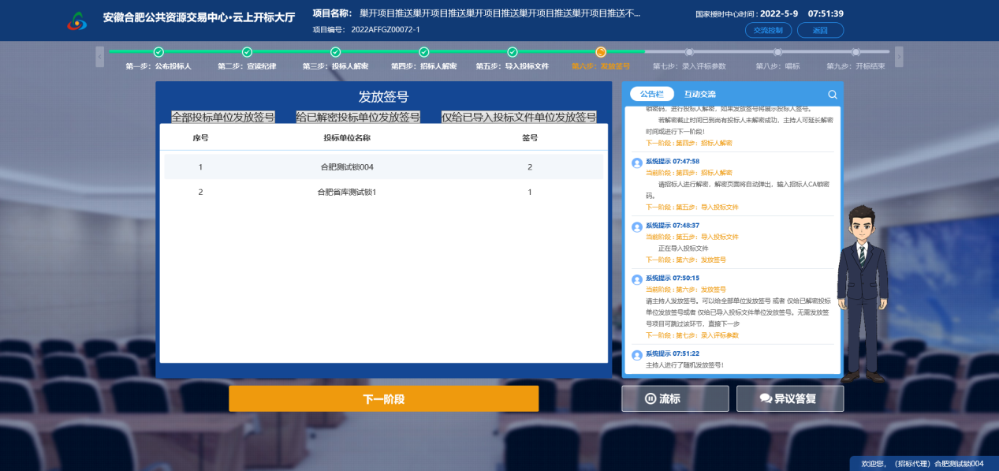 安徽合肥公共资源交易中心·云上开标大厅
项目名称： 巢开项目推送巢开项目推送巢开项目推送巢开项目推送巢开项目推送不...
项目编号： 2022AFFGZ00072-1
国家授时中心时间：2022-5-9 07:51:39
交流控制 返回
第一步：公布投标人 第二步：宣读纪律 第三步：投标人解密 第四步：招标人解密 第五步：导入投标文件 第六步：发放签号 第七步：录入评标参数 第八步：唱标 第九步：开标结束
发放签号
全部投标单位发放签号 给已解密投标单位发放签号 仅给已导入投标文件单位发放签号
序号 投标单位名称 签号
1 合肥测试锁004 2
2 合肥省库测试锁1 1
下一阶段
公告栏 互动交流
锁密码，进行投标人解密，如果发放签号将展示投标人签号。
若解密截止时间已到尚有投标人未解密成功，主持人可延长解密
时间或进行下一阶段！
下一阶段：第四步：招标人解密
系统提示 07:47:58
当前阶段：第四步：招标人解密
请招标人进行解密，解密页面将自动弹出，输入招标人CA锁密
码。
下一阶段：第五步：导入投标文件
系统提示 07:48:37
当前阶段：第五步：导入投标文件
正在导入投标文件
下一阶段：第六步：发放签号
系统提示 07:50:15
当前阶段：第六步：发放签号
请主持人发放签号。可以给全部单位发放签号 或者 仅给已解密投标
单位发放签号或者 仅给已导入投标文件单位发放签号。无需发放签
号项目可跳过该环节，直接下一步
下一阶段：第七步：录入评标参数
系统提示 07:51:22
主持人进行了随机发放签号！
流标 异议答复
欢迎您，（招标代理）合肥测试锁004